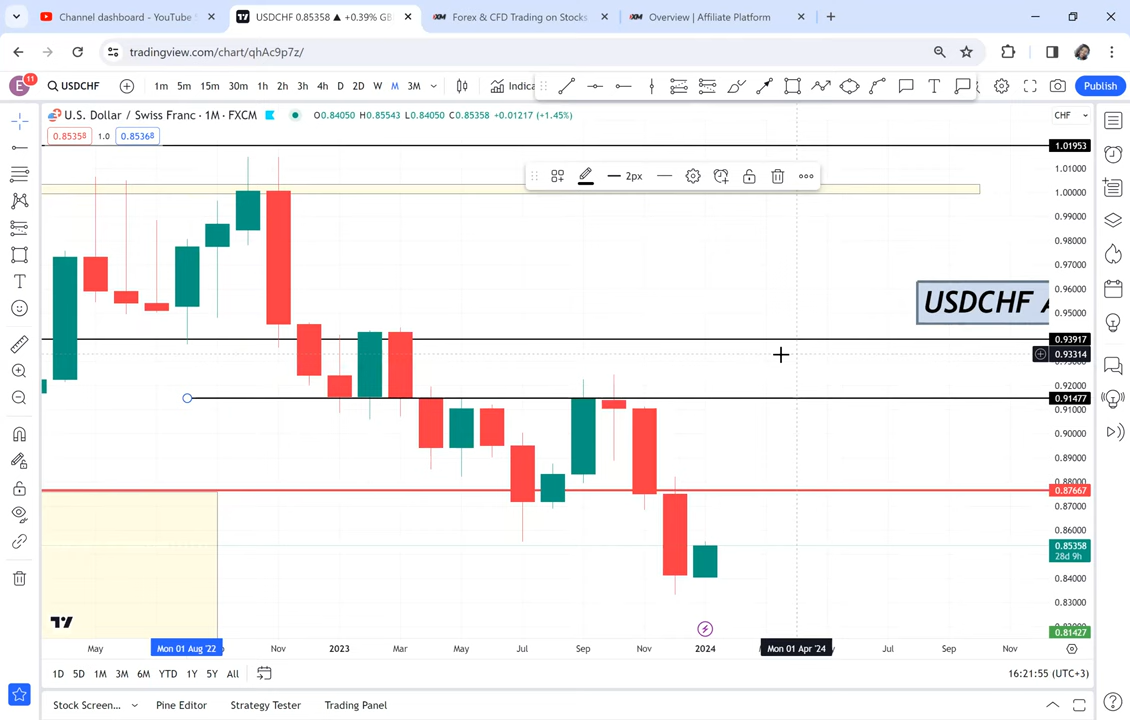 Channel dashboard - YouTube
USDCHF 0.85358 ▲ +0.39% GB
Forex & CFD Trading on Stocks
Overview | Affiliate Platform
tradingview.com/chart/qhAc9p7z/
E 11 USDCHF 1m 5m 15m 30m 1h 2h 3h 4h D 2D W M 3M Indica Publish
U.S. Dollar / Swiss Franc · 1M · FXCM O0.84050 H0.85543 L0.84050 C0.85358 +0.01217 (+1.45%) CHF
0.85358 1.0 0.85368
1.01953
1.01000
2px
1.00000
0.99000
0.98000
0.97000
0.96000
USDCHF
0.95000
0.93917
0.93314
0.92000
0.91477
0.91000
0.90000
0.89000
0.88000
0.87667
0.87000
0.86000
0.85358
28d 9h
0.84000
0.83000
0.81427
May Mon 01 Aug '22 Nov 2023 Mar May Jul Sep Nov 2024 Mon 01 Apr '24 Jul Sep Nov
1D 5D 1M 3M 6M YTD 1Y 5Y All 16:21:55 (UTC+3)
Stock Screen... Pine Editor Strategy Tester Trading Panel